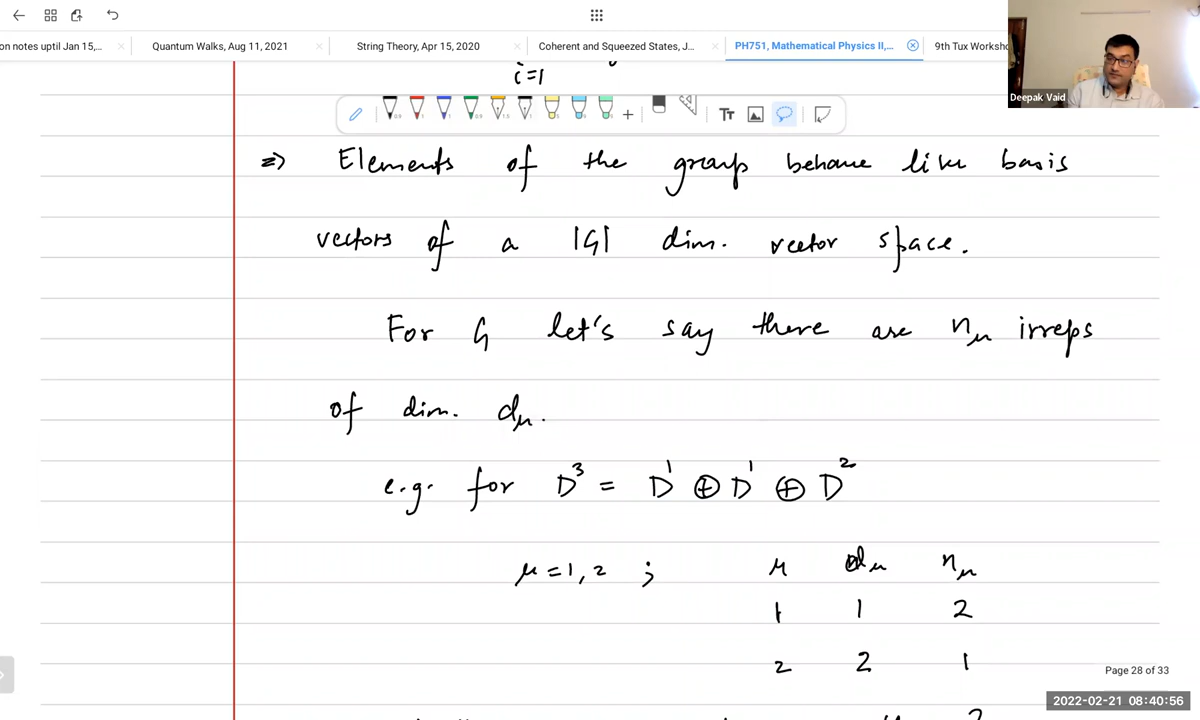 on notes uptil Jan 15,...
Quantum Walks, Aug 11, 2021
String Theory, Apr 15, 2020
Coherent and Squeezed States, J...
PH751, Mathematical Physics II,...
9th Tux Worksho
Deepak Vaid
i=1
Tt
=> Elements of the group behave like basis
vectors of a |G| dim. vector space.
For G let's say there are nμ irreps
of dim. dμ.
e.g. for D³ = D¹ ⊕ D¹ ⊕ D²
μ = 1, 2 ; μ dμ nμ
1 1 2
2 2 1
Page 28 of 33
2022-02-21 08:40:56